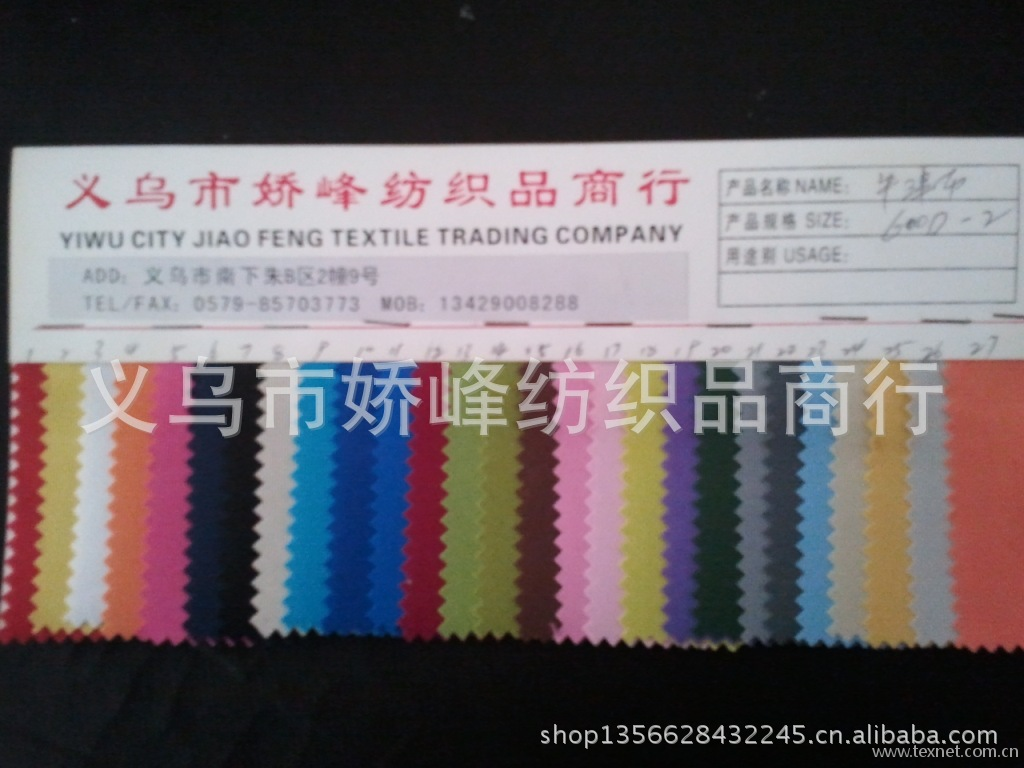 义乌市娇峰纺织品商行
YIWU CITY JIAO FENG TEXTILE TRADING COMPANY
ADD: 义乌市南下朱B区2幢9号
TEL/FAX: 0579-85703773 MOB: 13429008288
产品名称 NAME: 牛津布
产品规格 SIZE: 600D-2
用途别 USAGE:
1 2 3 4 5 6 7 8 9 10 11 12 13 14 15 16 17 18 19 20 21 22 23 24 25 26 27
义乌市娇峰纺织品商行
shop1356628432245.cn.alibaba.com
www.texnet.com.cn